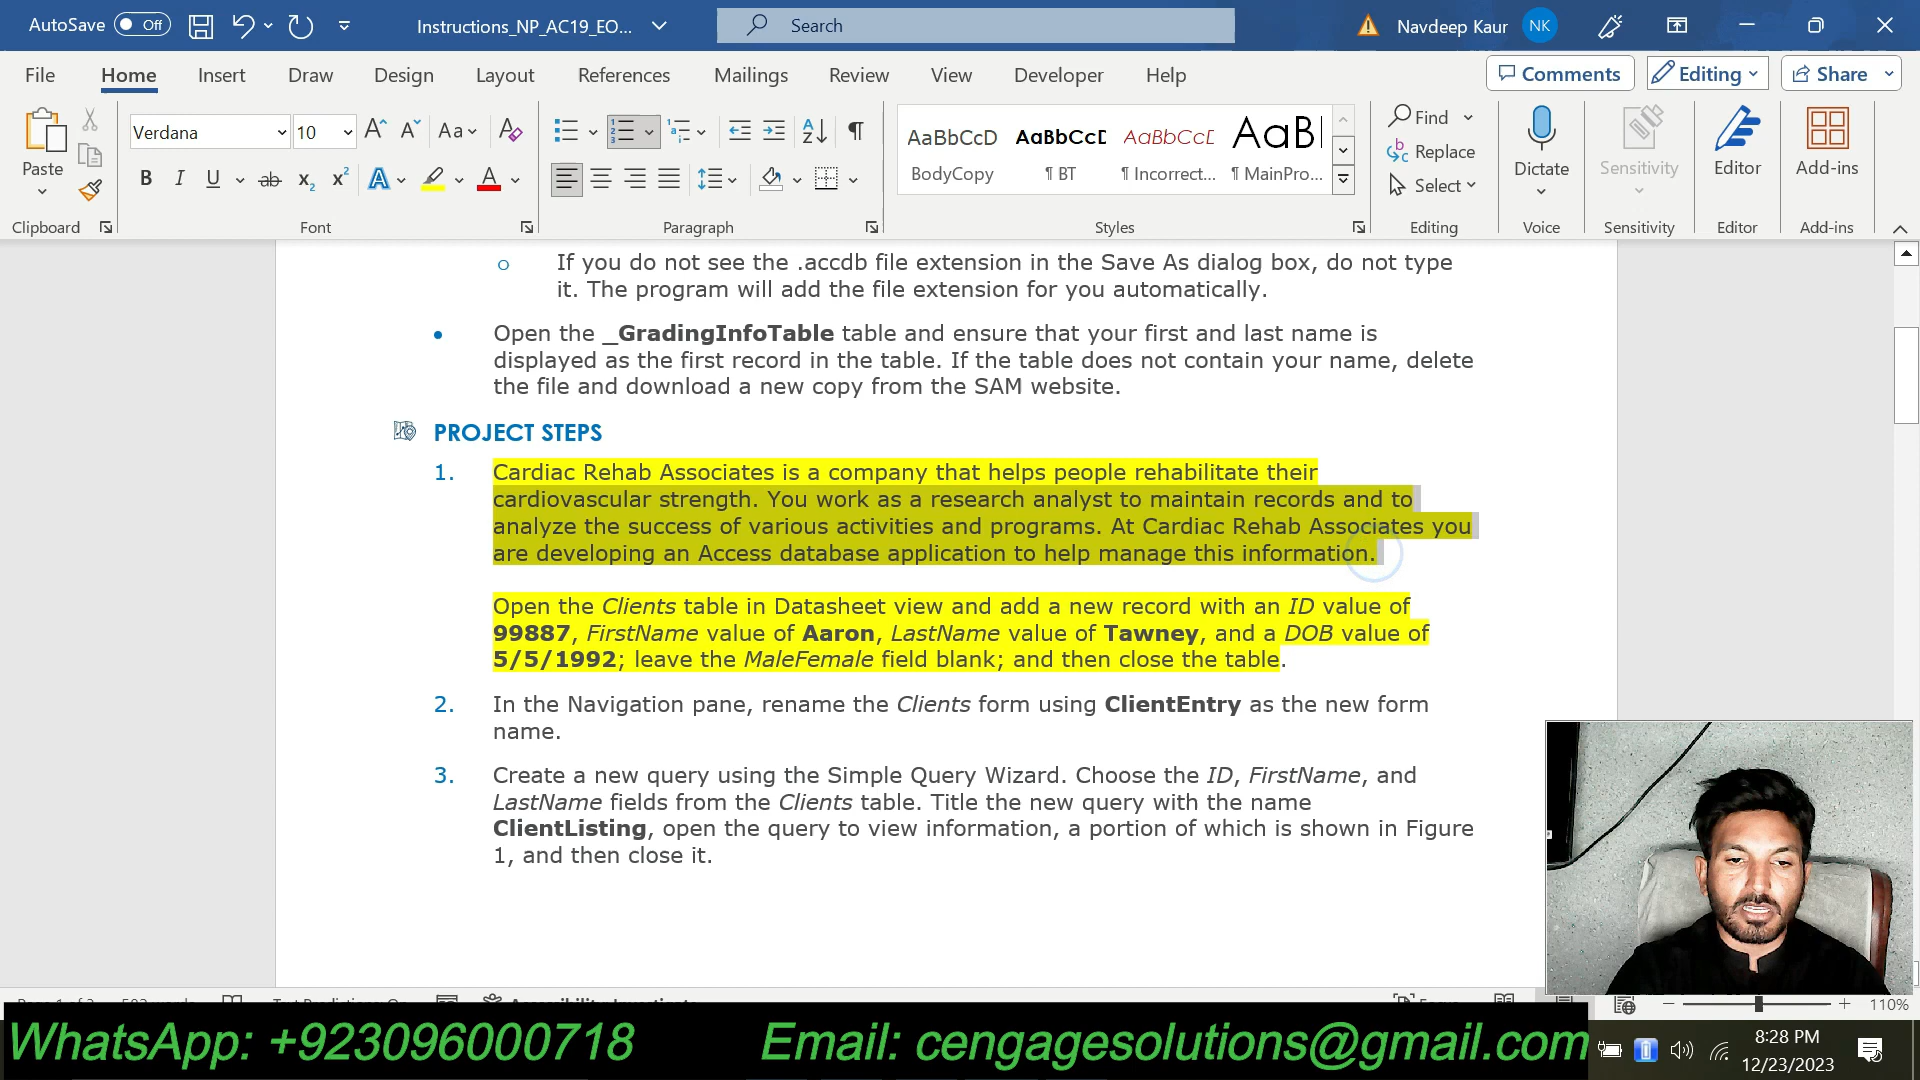 AutoSave Off
Instructions_NP_AC19_EO...
Search
Navdeep Kaur NK
File Home Insert Draw Design Layout References Mailings Review View Developer Help
Comments Editing Share
Paste
Verdana 10
Aa
AaBbCcD AaBbCcD AaBbCcD AaB
BodyCopy ¶ BT ¶ Incorrect... ¶ MainPro...
Find
Replace
Select
Dictate
Sensitivity
Editor
Add-ins
Clipboard Font Paragraph Styles Editing Voice Sensitivity Editor Add-ins
o If you do not see the .accdb file extension in the Save As dialog box, do not type
it. The program will add the file extension for you automatically.
• Open the _GradingInfoTable table and ensure that your first and last name is
displayed as the first record in the table. If the table does not contain your name, delete
the file and download a new copy from the SAM website.
PROJECT STEPS
1. Cardiac Rehab Associates is a company that helps people rehabilitate their
cardiovascular strength. You work as a research analyst to maintain records and to
analyze the success of various activities and programs. At Cardiac Rehab Associates you
are developing an Access database application to help manage this information.
Open the Clients table in Datasheet view and add a new record with an ID value of
99887, FirstName value of Aaron, LastName value of Tawney, and a DOB value of
5/5/1992; leave the MaleFemale field blank; and then close the table.
2. In the Navigation pane, rename the Clients form using ClientEntry as the new form
name.
3. Create a new query using the Simple Query Wizard. Choose the ID, FirstName, and
LastName fields from the Clients table. Title the new query with the name
ClientListing, open the query to view information, a portion of which is shown in Figure
1, and then close it.
110%
WhatsApp: +923096000718 Email: cengagesolutions@gmail.com
8:28 PM
12/23/2023